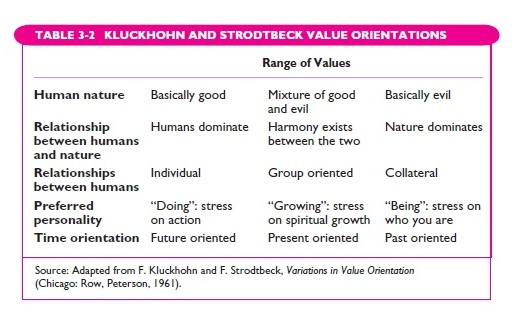 TABLE 3-2 KLUCKHOHN AND STRODTBECK VALUE ORIENTATIONS
Range of Values
Human nature Basically good Mixture of good Basically evil
and evil
Relationship Humans dominate Harmony exists Nature dominates
between humans between the two
and nature
Relationships Individual Group oriented Collateral
between humans
Preferred “Doing”: stress “Growing”: stress “Being”: stress on
personality on action on spiritual growth who you are
Time orientation Future oriented Present oriented Past oriented
Source: Adapted from F. Kluckhohn and F. Strodtbeck, Variations in Value Orientation
(Chicago: Row, Peterson, 1961).